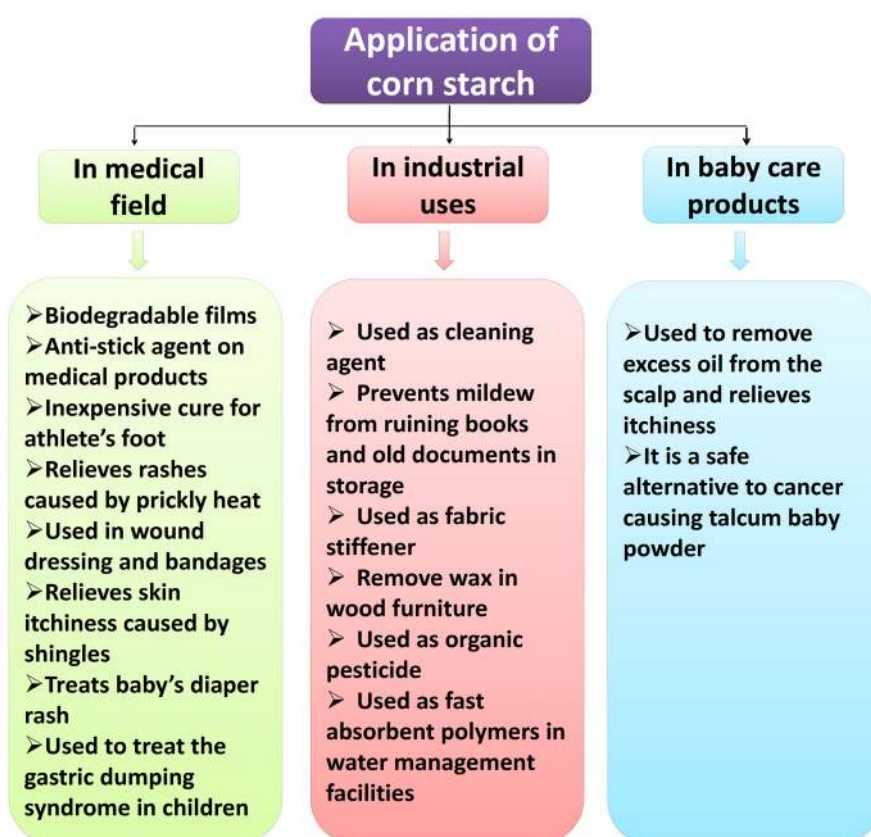 Application of
corn starch
In medical
field
In industrial
uses
In baby care
products
➢Biodegradable films
➢Anti-stick agent on
medical products
➢Inexpensive cure for
athlete’s foot
➢Relieves rashes
caused by prickly heat
➢Used in wound
dressing and bandages
➢Relieves skin
itchiness caused by
shingles
➢Treats baby’s diaper
rash
➢Used to treat the
gastric dumping
syndrome in children
➢ Used as cleaning
agent
➢ Prevents mildew
from ruining books
and old documents in
storage
➢ Used as fabric
stiffener
➢ Remove wax in
wood furniture
➢ Used as organic
pesticide
➢ Used as fast
absorbent polymers in
water management
facilities
➢Used to remove
excess oil from the
scalp and relieves
itchiness
➢It is a safe
alternative to cancer
causing talcum baby
powder